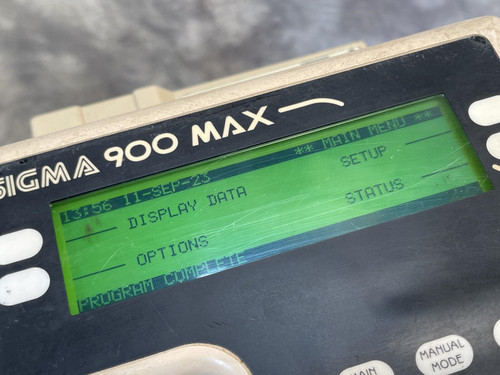 SIGMA 900 MAX
13:56 11-SEP-23 ** MAIN MENU **
DISPLAY DATA SETUP
OPTIONS STATUS
PROGRAM COMPLETE
MANUAL MODE